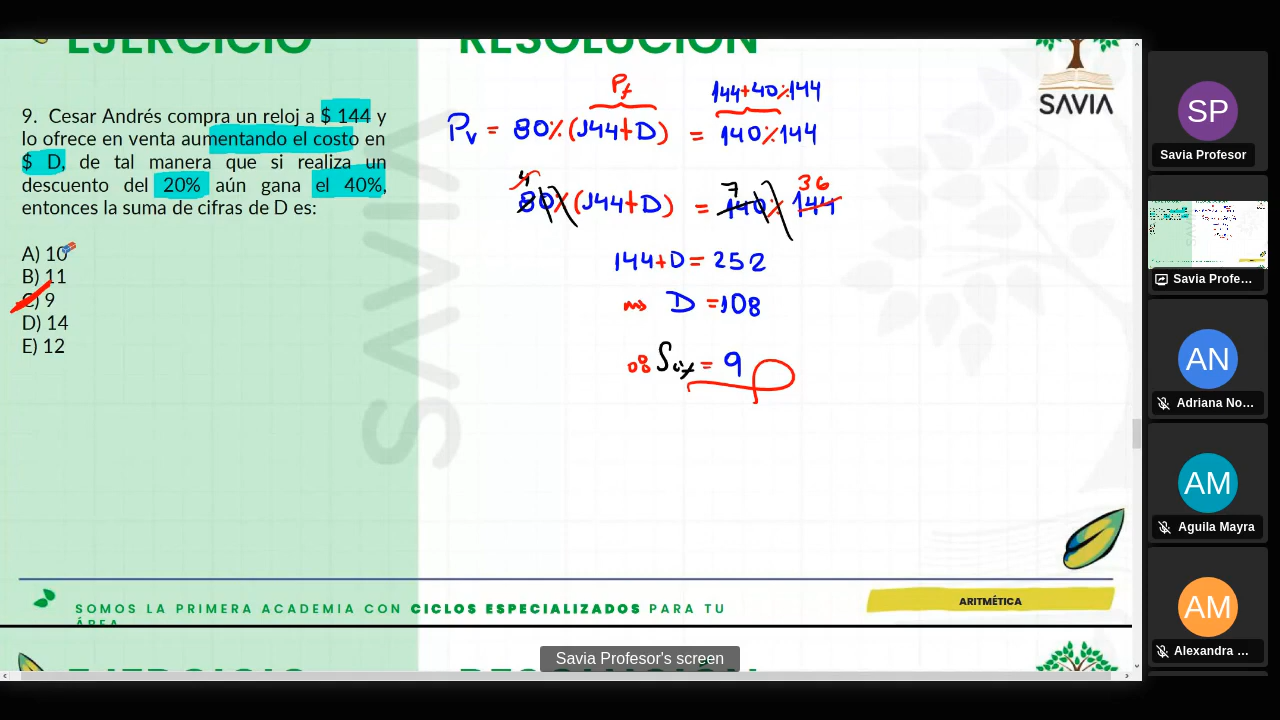 EJERCICIO
RESOLUCIÓN
SAVIA
9. Cesar Andrés compra un reloj a $ 144 y
lo ofrece en venta aumentando el costo en
$ D, de tal manera que si realiza un
descuento del 20% aún gana el 40%,
entonces la suma de cifras de D es:
A) 10
B) 11
C) 9
D) 14
E) 12
Pf
144+40%144
Pv = 80%(144+D) = 140%144
4 7 36
80%(144+D) = 140% 144
144+D = 252
D = 108
= 9
SAVIA
SOMOS LA PRIMERA ACADEMIA CON CICLOS ESPECIALIZADOS PARA TU
ÁREA
ARITMÉTICA
EJERCICIO
RESOLUCIÓN
Savia Profesor's screen
SP
Savia Profesor
Savia Profe...
AN
Adriana No...
AM
Aguila Mayra
AM
Alexandra ...